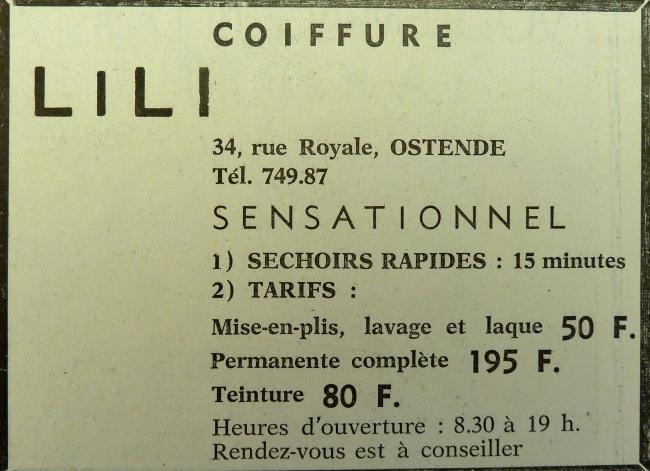 COIFFURE
LILI
34, rue Royale, OSTENDE
Tél. 749.87
SENSATIONNEL
1) SECHOIRS RAPIDES : 15 minutes
2) TARIFS :
Mise-en-plis, lavage et laque 50 F.
Permanente complète 195 F.
Teinture 80 F.
Heures d'ouverture : 8.30 à 19 h.
Rendez-vous est à conseiller